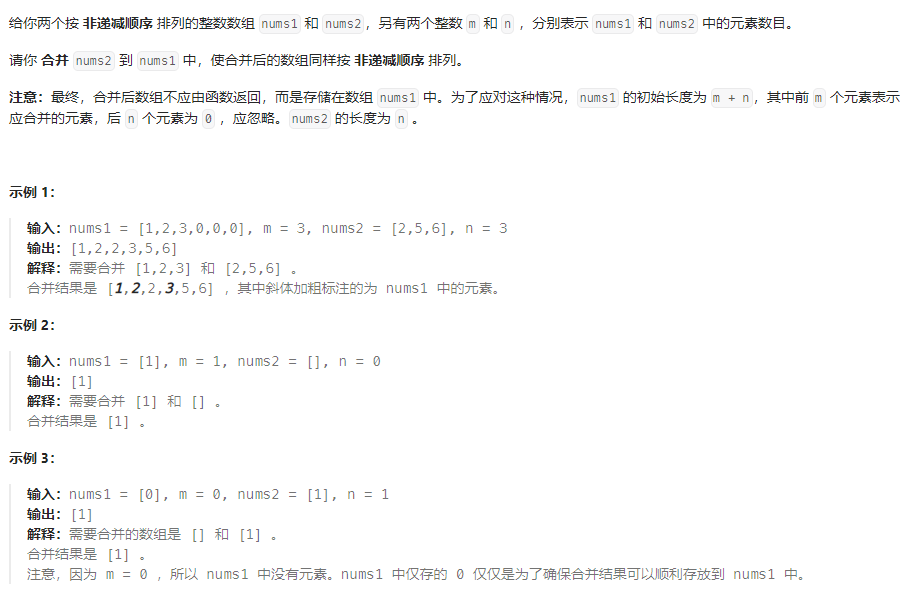 给你两个按 非递减顺序 排列的整数数组 nums1 和 nums2，另有两个整数 m 和 n ，分别表示 nums1 和 nums2 中的元素数目。
请你 合并 nums2 到 nums1 中，使合并后的数组同样按 非递减顺序 排列。
注意：最终，合并后数组不应由函数返回，而是存储在数组 nums1 中。为了应对这种情况，nums1 的初始长度为 m + n，其中前 m 个元素表示
应合并的元素，后 n 个元素为 0 ，应忽略。nums2 的长度为 n 。
示例 1：
输入：nums1 = [1,2,3,0,0,0], m = 3, nums2 = [2,5,6], n = 3
输出：[1,2,2,3,5,6]
解释：需要合并 [1,2,3] 和 [2,5,6] 。
合并结果是 [1,2,2,3,5,6] ，其中斜体加粗标注的为 nums1 中的元素。
示例 2：
输入：nums1 = [1], m = 1, nums2 = [], n = 0
输出：[1]
解释：需要合并 [1] 和 [] 。
合并结果是 [1] 。
示例 3：
输入：nums1 = [0], m = 0, nums2 = [1], n = 1
输出：[1]
解释：需要合并的数组是 [] 和 [1] 。
合并结果是 [1] 。
注意，因为 m = 0 ，所以 nums1 中没有元素。nums1 中仅存的 0 仅仅是为了确保合并结果可以顺利存放到 nums1 中。